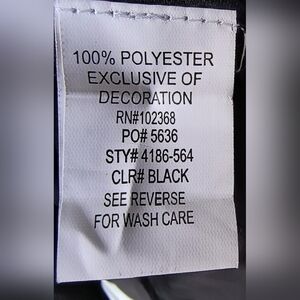 100% POLYESTER
EXCLUSIVE OF
DECORATION
RN#102368
PO# 5636
STY# 4186-564
CLR# BLACK
SEE REVERSE
FOR WASH CARE